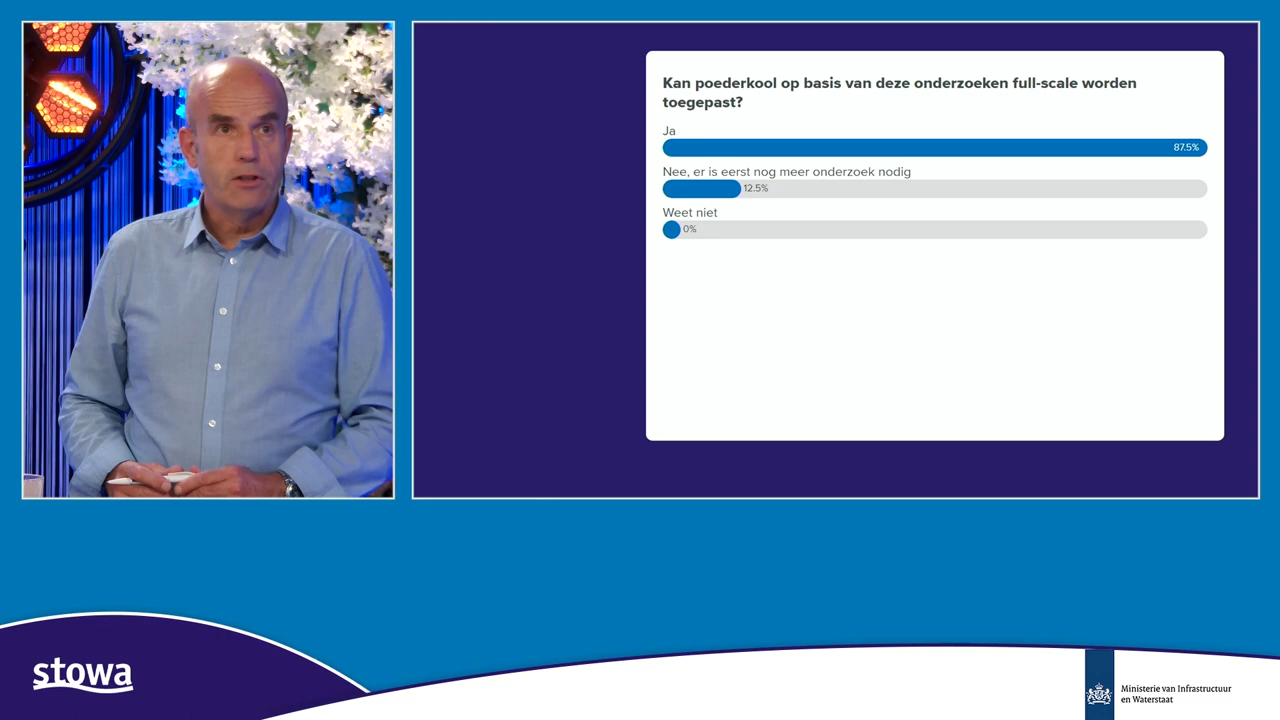 Kan poederkool op basis van deze onderzoeken full-scale worden
toegepast?
Ja
87.5%
Nee, er is eerst nog meer onderzoek nodig
12.5%
Weet niet
0%
stowa
Ministerie van Infrastructuur
en Waterstaat